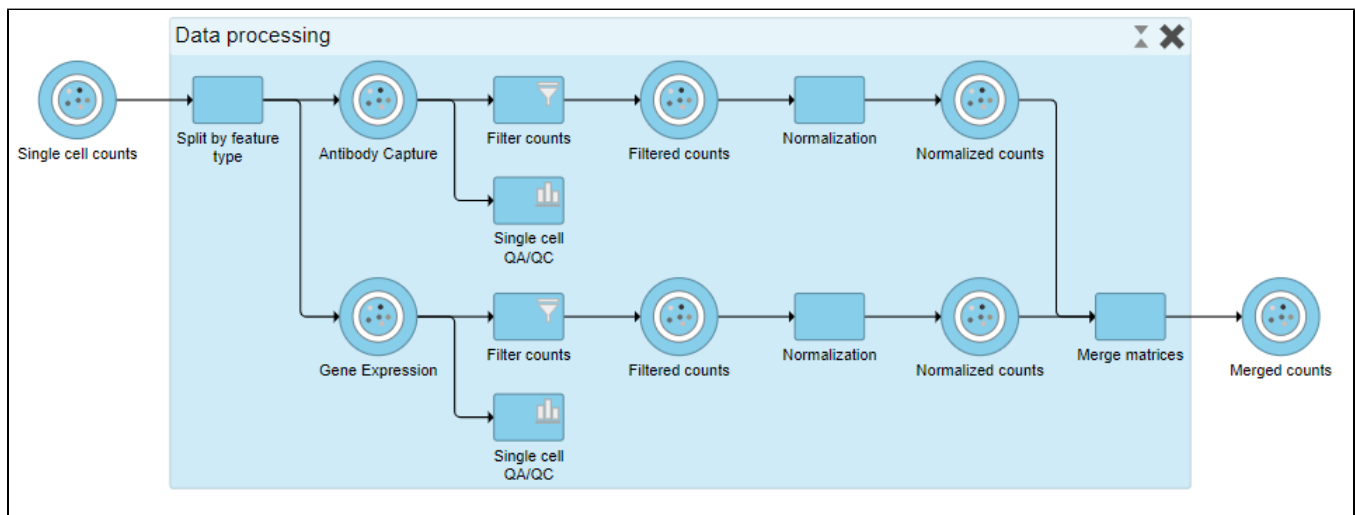 Data processing
Single cell counts
Split by feature
type
Antibody Capture
Filter counts
Filtered counts
Normalization
Normalized counts
Single cell
QA/QC
Gene Expression
Filter counts
Filtered counts
Normalization
Normalized counts
Merge matrices
Merged counts
Single cell
QA/QC